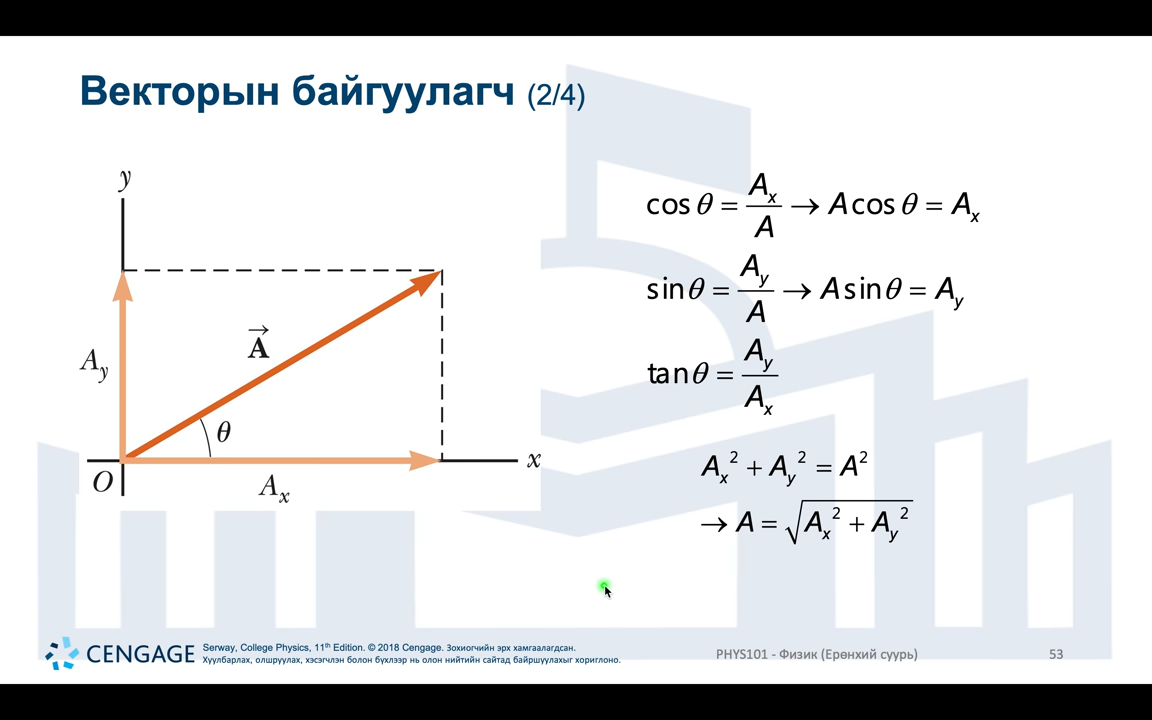 Векторын байгуулагч (2/4)
y
A_y
\vec{A}
θ
O
A_x
x
cos θ = A_x / A → A cos θ = A_x
sin θ = A_y / A → A sin θ = A_y
tan θ = A_y / A_x
A_x² + A_y² = A²
→ A = √(A_x² + A_y²)
CENGAGE
Serway, College Physics, 11th Edition. © 2018 Cengage. Зохиогчийн эрх хамгаалагдсан.
Хуулбарлах, олшруулах, хэсэгчлэн болон бүхлээр нь олон нийтийн сайтад байршуулахыг хориглоно.
PHYS101 - Физик (Ерөнхий суурь)
53